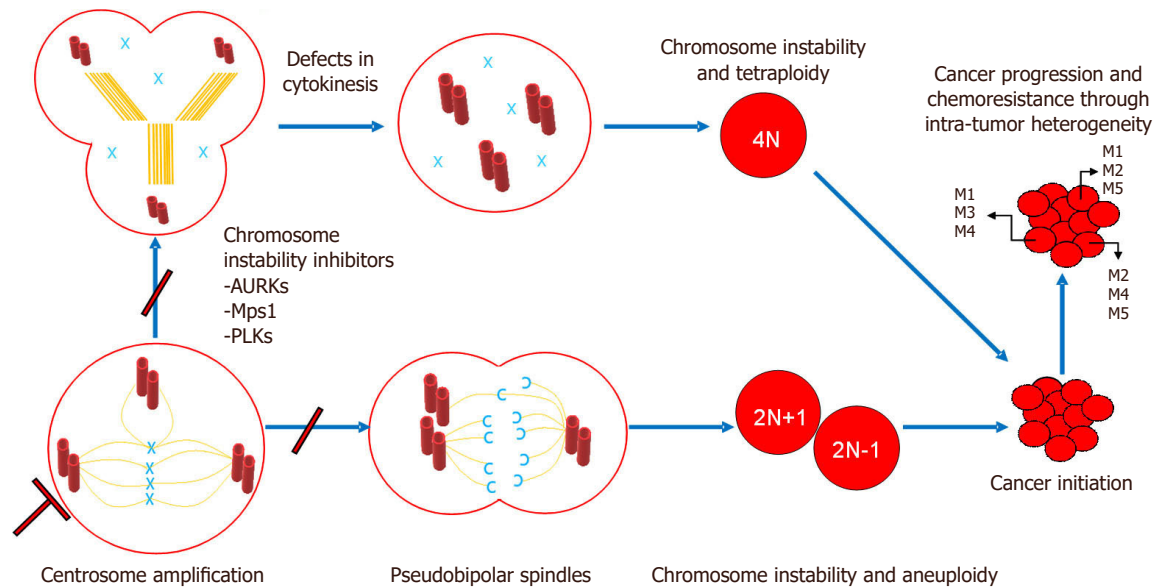 Defects in
cytokinesis
Chromosome instability
and tetraploidy
Cancer progression and
chemoresistance through
intra-tumor heterogeneity
X
X
X
X
X
X
X
X
4N
M1
M2
M5
M1
M3
M4
M2
M4
M5
Chromosome
instability inhibitors
-AURKs
-Mps1
-PLKs
X
X
X
X
2N+1
2N-1
Cancer initiation
Centrosome amplification
Pseudobipolar spindles
Chromosome instability and aneuploidy